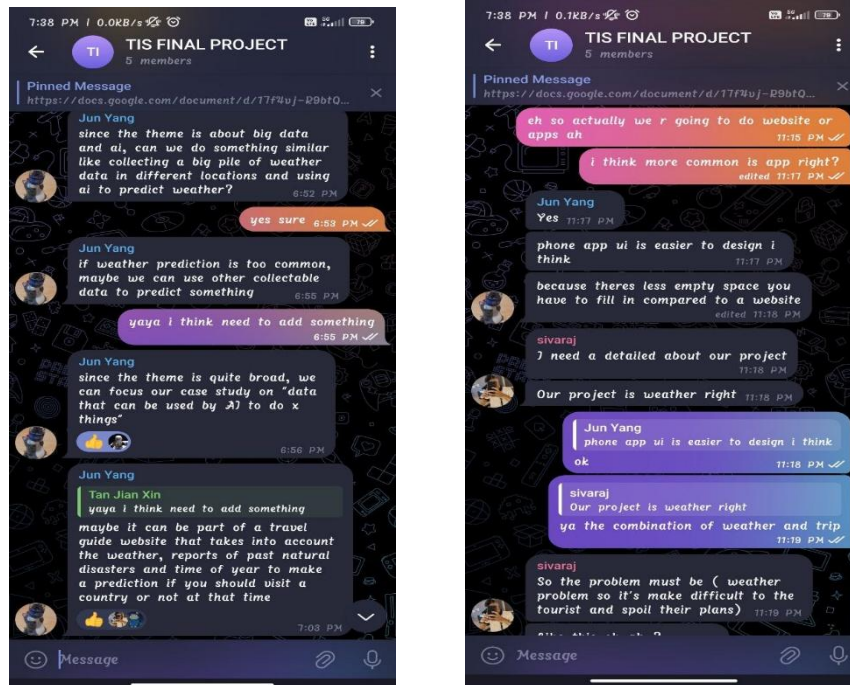 7:38 PM | 0.0KB/s
TI
TIS FINAL PROJECT
5 members
Pinned Message
Jun Yang
since the theme is about big data
and ai, can we do something similar
like collecting a big pile of weather
data in different locations and using
ai to predict weather?
6:52 PM
yes sure 6:53 PM
Jun Yang
if weather prediction is too common,
maybe we can use other collectable
data to predict something
6:55 PM
yaya i think need to add something
6:55 PM
Jun Yang
since the theme is quite broad, we
can focus our case study on "data
that can be used by AI to do x
things"
6:56 PM
Jun Yang
Tan Jian Xin
yaya i think need to add something
maybe it can be part of a travel
guide website that takes into account
the weather, reports of past natural
disasters and time of year to make
a prediction if you should visit a
country or not at that time
7:03 PM
Message
7:38 PM | 0.1KB/s
TI
TIS FINAL PROJECT
5 members
Pinned Message
eh so actually we r going to do website or
apps ah
11:15 PM
i think more common is app right?
edited 11:17 PM
Jun Yang
Yes 11:17 PM
phone app ui is easier to design i
think
11:17 PM
because theres less empty space you
have to fill in compared to a website
edited 11:18 PM
sivaraj
I need a detailed about our project
11:18 PM
Our project is weather right 11:18 PM
Jun Yang
phone app ui is easier to design i think
ok
11:18 PM
sivaraj
Our project is weather right
ya the combination of weather and trip
11:19 PM
sivaraj
So the problem must be ( weather
problem so it's make difficult to the
tourist and spoil their plans) 11:19 PM
Message